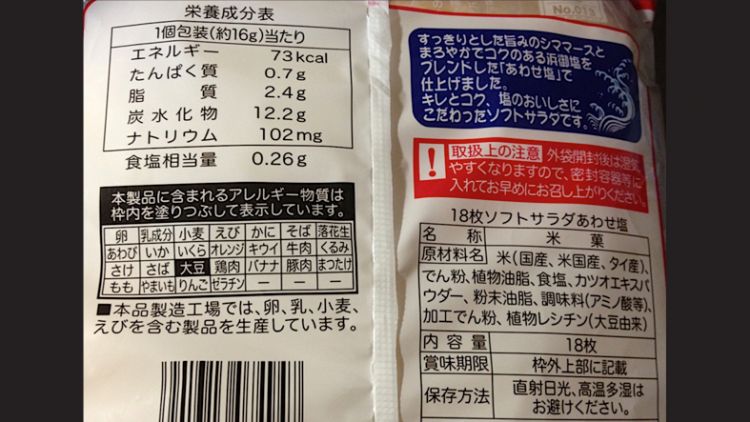 栄養成分表
1個包装(約16g)当たり
エネルギー 73kcal
たんぱく質 0.7g
脂質 2.4g
炭水化物 12.2g
ナトリウム 102mg
食塩相当量 0.26g
本製品に含まれるアレルギー物質は
枠内を塗りつぶして表示しています。
卵 乳成分 小麦 えび かに そば 落花生
あわび いか いくら オレンジ キウイ 牛肉 くるみ
さけ さば 大豆 鶏肉 バナナ 豚肉 まつたけ
もも やまいも りんご ゼラチン ー ー ー
■本品製造工場では、卵、乳、小麦、
えびを含む製品を生産しています。
すっきりとした旨みのシママースと
まろやかでコクのある浜御塩を
ブレンドした「あわせ塩」で
仕上げました。
キレとコク、塩のおいしさに
こだわったソフトサラダです。
取扱上の注意 外袋開封後は湿気
やすくなりますので、密封容器等に
入れてお早めにお召し上がりください。
18枚ソフトサラダあわせ塩
名称 米菓
原材料名 米(国産、米国産、タイ産)、
でん粉、植物油脂、食塩、カツオエキスパ
ウダー、粉末油脂、調味料(アミノ酸等)、
加工でん粉、植物レシチン(大豆由来)
内容量 18枚
賞味期限 枠外上部に記載
保存方法 直射日光、高温多湿は
お避けください。